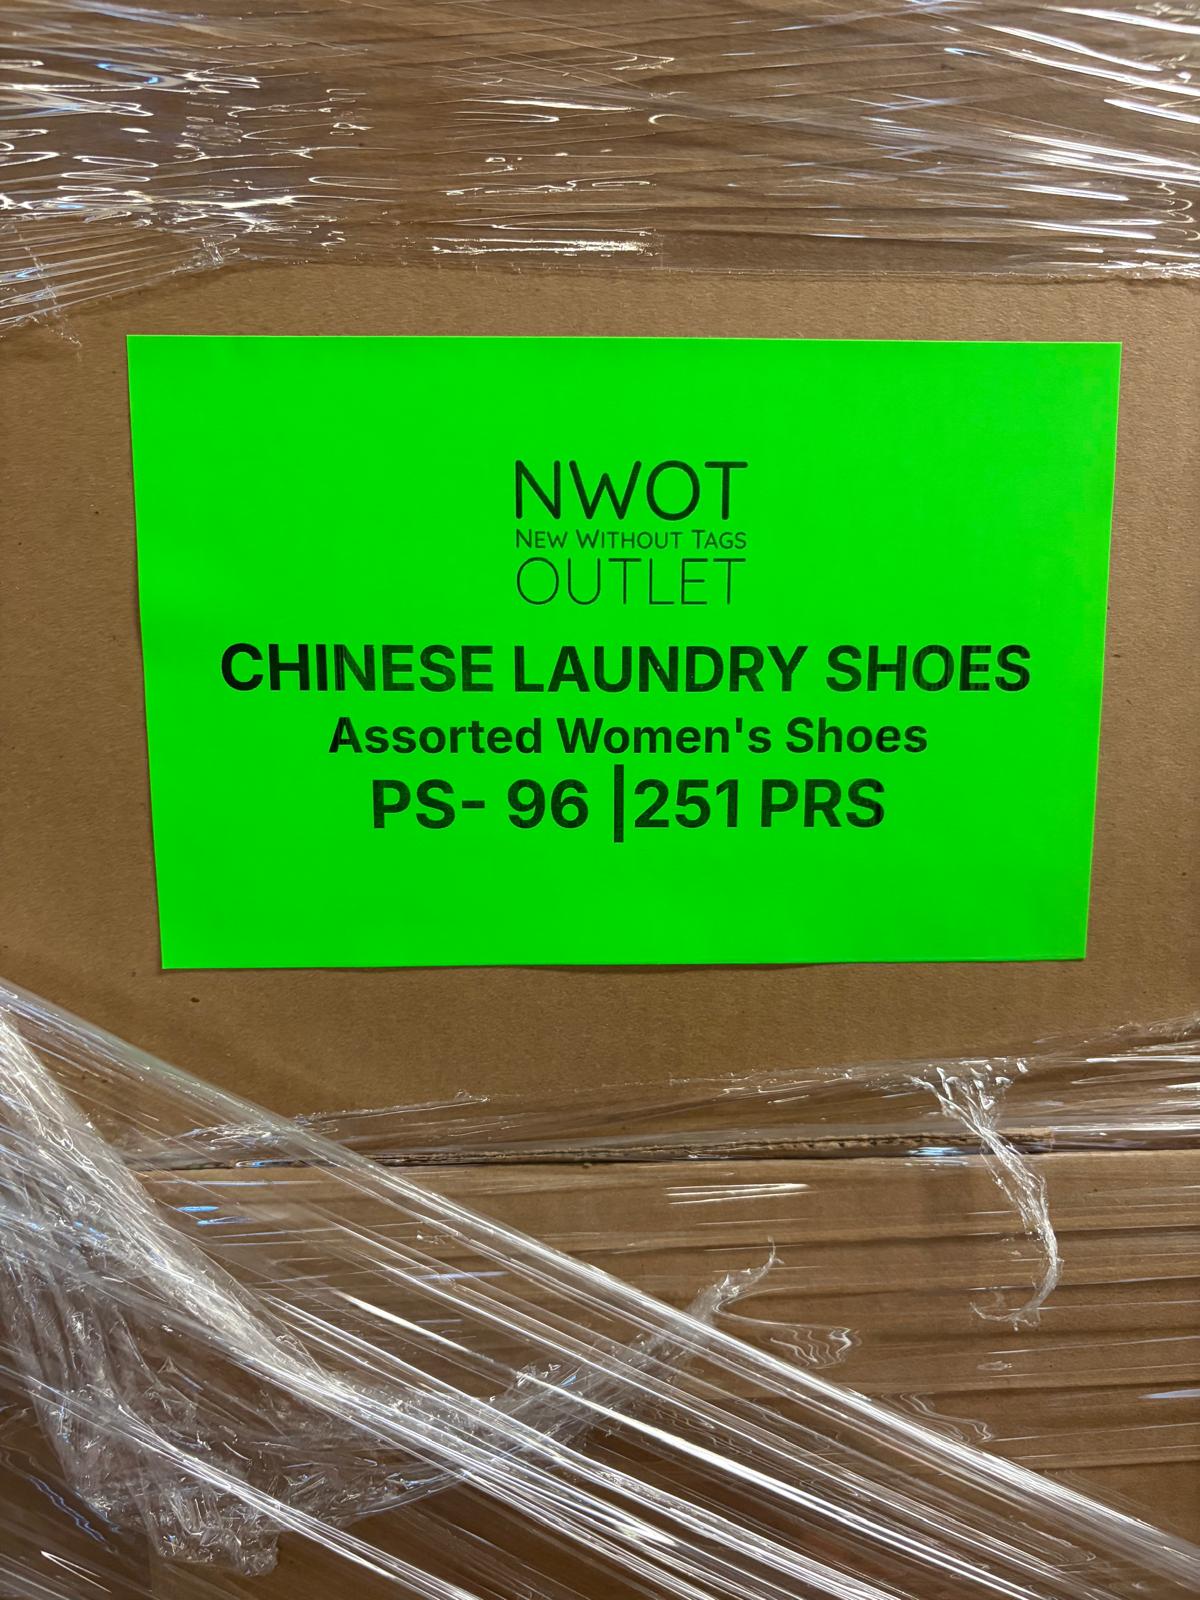 NWOT
NEW WITHOUT TAGS
OUTLET
CHINESE LAUNDRY SHOES
Assorted Women's Shoes
PS- 96 |251 PRS